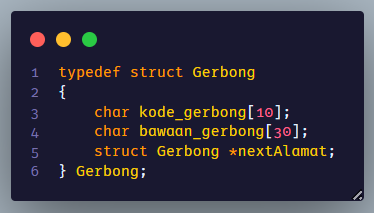 1 typedef struct Gerbong
2 {
3     char kode_gerbong[10];
4     char bawaan_gerbong[30];
5     struct Gerbong *nextAlamat;
6 } Gerbong;